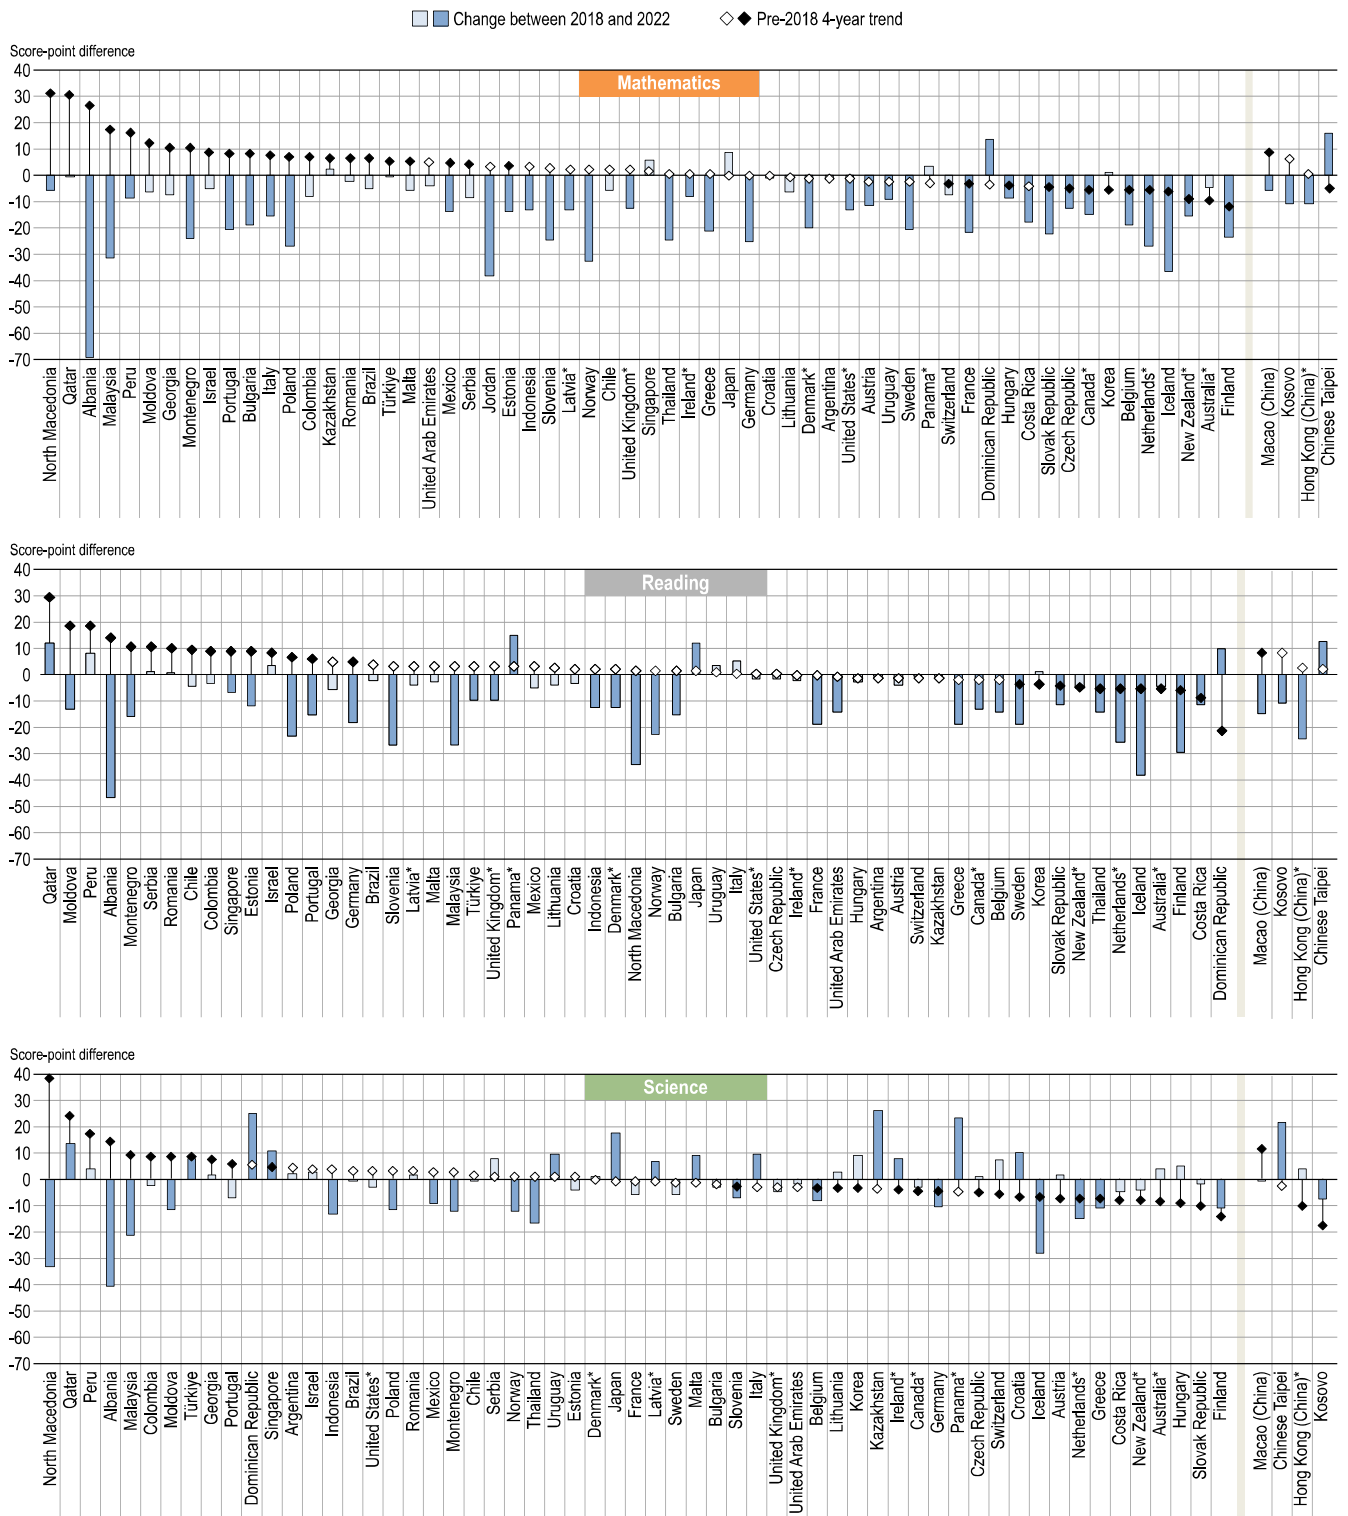 Change between 2018 and 2022 Pre-2018 4-year trend
Score-point difference
Mathematics
40
30
20
10
0
-10
-20
-30
-40
-50
-60
-70
North Macedonia
Qatar
Albania
Malaysia
Peru
Moldova
Georgia
Montenegro
Israel
Portugal
Bulgaria
Italy
Poland
Colombia
Kazakhstan
Romania
Brazil
Türkiye
Malta
United Arab Emirates
Mexico
Serbia
Jordan
Estonia
Indonesia
Slovenia
Latvia*
Norway
Chile
United Kingdom*
Singapore
Thailand
Ireland*
Greece
Japan
Germany
Croatia
Lithuania
Denmark*
Argentina
United States*
Austria
Uruguay
Sweden
Panama*
Switzerland
France
Dominican Republic
Hungary
Costa Rica
Slovak Republic
Czech Republic
Canada*
Korea
Belgium
Netherlands*
Iceland
New Zealand*
Australia*
Finland
Macao (China)
Kosovo
Hong Kong (China)*
Chinese Taipei
Score-point difference
Reading
40
30
20
10
0
-10
-20
-30
-40
-50
-60
-70
Qatar
Moldova
Peru
Albania
Montenegro
Serbia
Romania
Chile
Colombia
Singapore
Estonia
Israel
Poland
Portugal
Georgia
Germany
Brazil
Slovenia
Latvia*
Malta
Malaysia
Türkiye
United Kingdom*
Panama*
Mexico
Lithuania
Croatia
Indonesia
Denmark*
North Macedonia
Norway
Bulgaria
Japan
Uruguay
Italy
United States*
Czech Republic
Ireland*
France
United Arab Emirates
Hungary
Argentina
Austria
Switzerland
Kazakhstan
Greece
Canada*
Belgium
Sweden
Korea
Slovak Republic
New Zealand*
Thailand
Netherlands*
Iceland
Australia*
Finland
Costa Rica
Dominican Republic
Macao (China)
Kosovo
Hong Kong (China)*
Chinese Taipei
Score-point difference
Science
40
30
20
10
0
-10
-20
-30
-40
-50
-60
-70
North Macedonia
Qatar
Peru
Albania
Malaysia
Colombia
Moldova
Türkiye
Georgia
Portugal
Dominican Republic
Singapore
Argentina
Israel
Indonesia
Brazil
United States*
Poland
Romania
Mexico
Montenegro
Chile
Serbia
Norway
Thailand
Uruguay
Estonia
Denmark*
Japan
France
Latvia*
Sweden
Malta
Bulgaria
Slovenia
Italy
United Kingdom*
United Arab Emirates
Belgium
Lithuania
Korea
Kazakhstan
Ireland*
Canada*
Germany
Panama*
Czech Republic
Switzerland
Croatia
Iceland
Austria
Netherlands*
Greece
Costa Rica
New Zealand*
Australia*
Hungary
Slovak Republic
Finland
Macao (China)
Chinese Taipei
Hong Kong (China)*
Kosovo